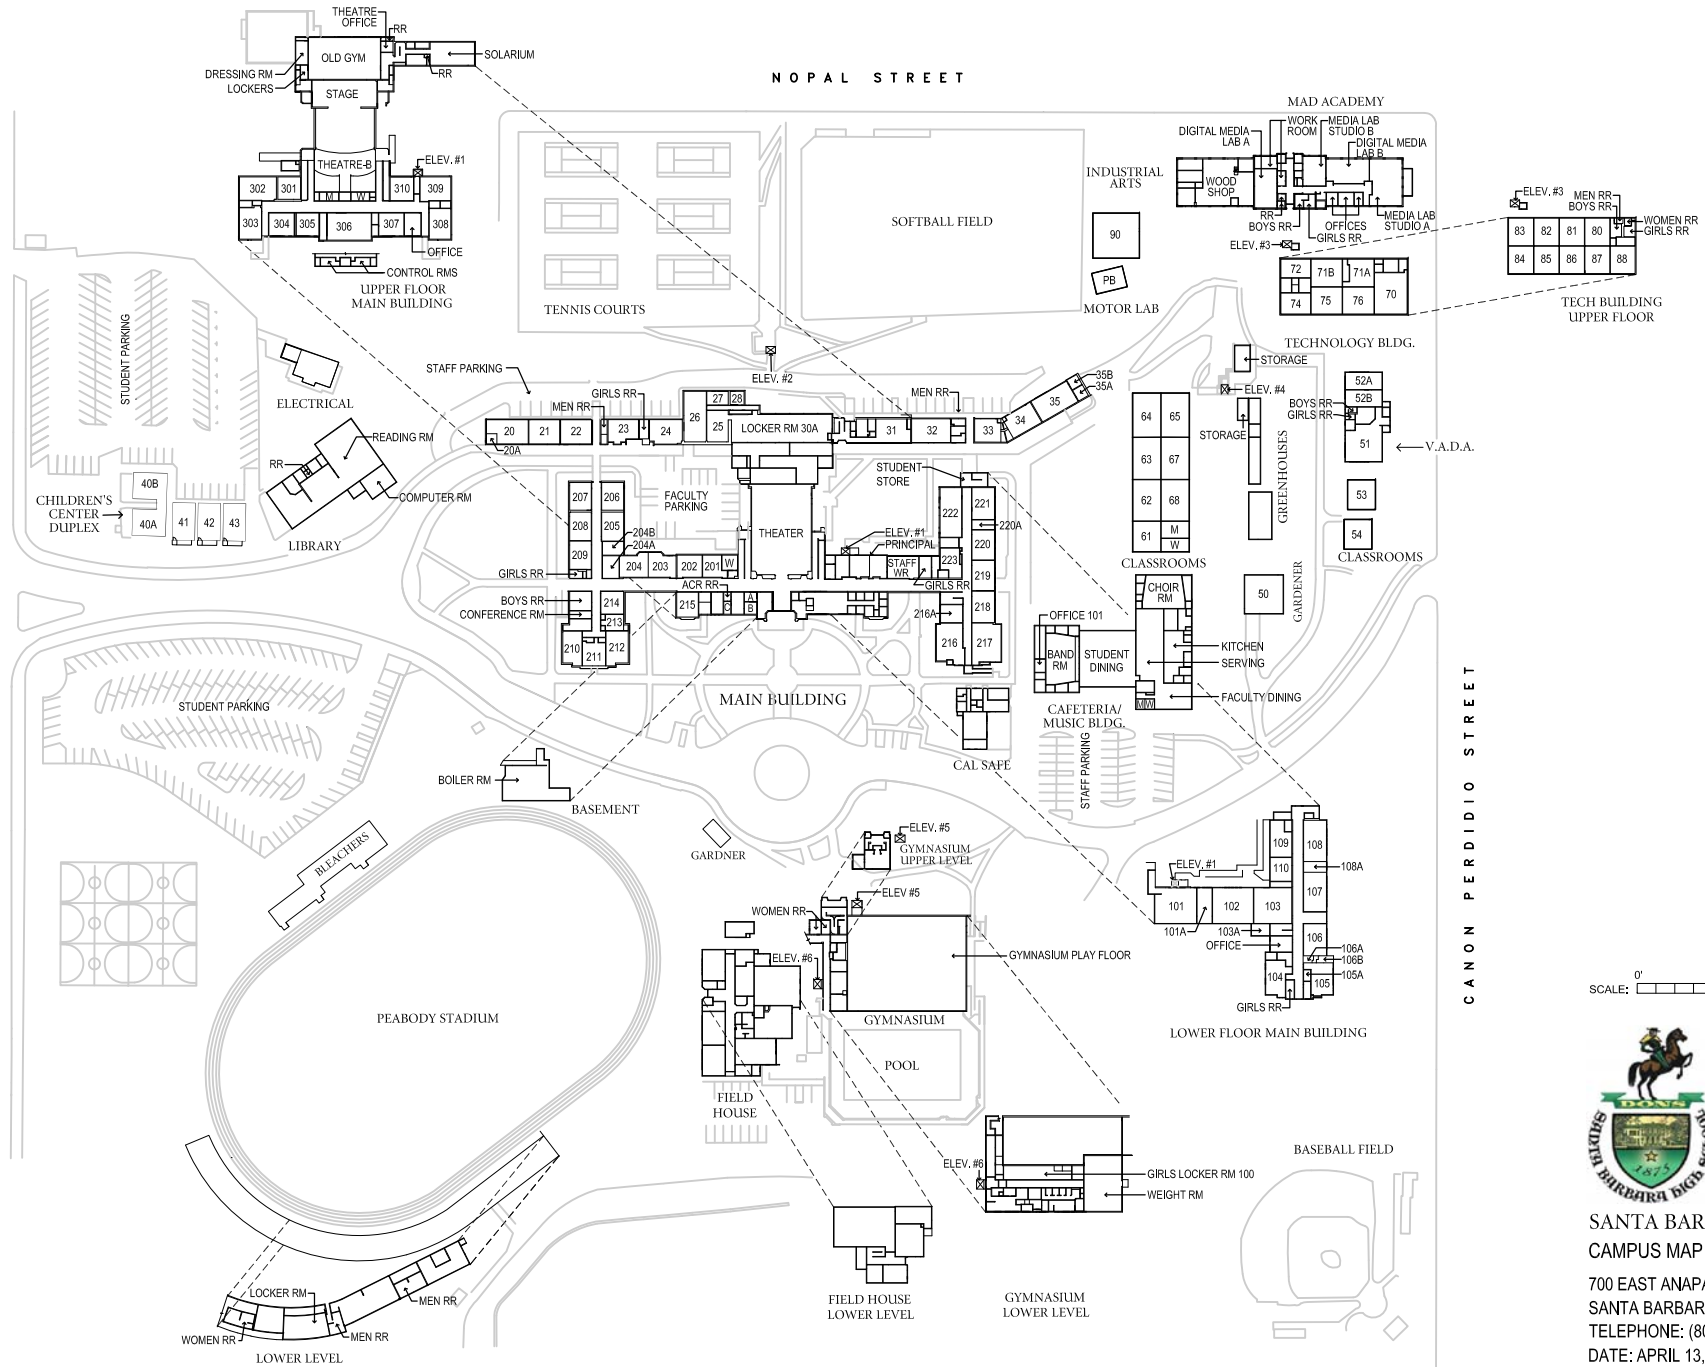 THEATRE
OFFICE
RR
OLD GYM
SOLARIUM
DRESSING RM
LOCKERS
RR
STAGE
THEATRE-B
ELEV. #1
302
301
M
W
310
309
303
304
305
306
307
308
OFFICE
CONTROL RMS
UPPER FLOOR
MAIN BUILDING
NOPAL STREET
TENNIS COURTS
SOFTBALL FIELD
MAD ACADEMY
WORK
ROOM
MEDIA LAB
STUDIO B
DIGITAL MEDIA
LAB A
DIGITAL MEDIA
LAB B
INDUSTRIAL
ARTS
WOOD
SHOP
RR
BOYS RR
OFFICES
GIRLS RR
MEDIA LAB
STUDIO A
90
PB
MOTOR LAB
ELEV. #3
72
71B
71A
70
74
75
76
TECHNOLOGY BLDG.
ELEV. #3
MEN RR
BOYS RR
WOMEN RR
GIRLS RR
83
82
81
80
84
85
86
87
88
TECH BUILDING
UPPER FLOOR
STUDENT PARKING
ELECTRICAL
STAFF PARKING
ELEV. #2
GIRLS RR
MEN RR
20
21
22
23
24
26
27
28
25
20A
LOCKER RM 30A
31
32
MEN RR
33
34
35
35B
35A
READING RM
RR
COMPUTER RM
LIBRARY
CHILDREN'S
CENTER
DUPLEX
40B
40A
41
42
43
207
206
208
205
209
204B
204A
204
203
202
201
W
GIRLS RR
FACULTY
PARKING
THEATER
STUDENT
STORE
222
221
220A
220
223
219
218
ELEV. #1
PRINCIPAL
STAFF
WR
GIRLS RR
ACR RR
BOYS RR
CONFERENCE RM
214
213
210
211
212
215
C
A
B
216A
216
217
MAIN BUILDING
CAL SAFE
64
65
63
67
62
68
61
M
W
CLASSROOMS
STORAGE
ELEV. #4
STORAGE
GREENHOUSES
52A
52B
BOYS RR
GIRLS RR
51
V.A.D.A.
53
54
CLASSROOMS
50
GARDENER
CHOIR
RM
OFFICE 101
BAND
RM
STUDENT
DINING
KITCHEN
SERVING
FACULTY DINING
M
W
CAFETERIA/
MUSIC BLDG.
STAFF PARKING
CANON PERDIDIO STREET
STUDENT PARKING
BOILER RM
BASEMENT
BLEACHERS
GARDNER
ELEV. #5
GYMNASIUM
UPPER LEVEL
ELEV #5
WOMEN RR
ELEV. #6
GYMNASIUM PLAY FLOOR
GYMNASIUM
POOL
FIELD
HOUSE
PEABODY STADIUM
109
108
108A
110
107
ELEV. #1
101
102
103
101A
103A
OFFICE
106
106A
106B
105A
104
105
GIRLS RR
LOWER FLOOR MAIN BUILDING
ELEV. #6
GIRLS LOCKER RM 100
WEIGHT RM
GYMNASIUM
LOWER LEVEL
FIELD HOUSE
LOWER LEVEL
BASEBALL FIELD
LOCKER RM
MEN RR
WOMEN RR
MEN RR
LOWER LEVEL
SCALE:
0'
DONS
1875
SANTA BARBARA HIGH
SANTA BAR
CAMPUS MAP
700 EAST ANAPA
SANTA BARBAR
TELEPHONE: (80
DATE: APRIL 13,